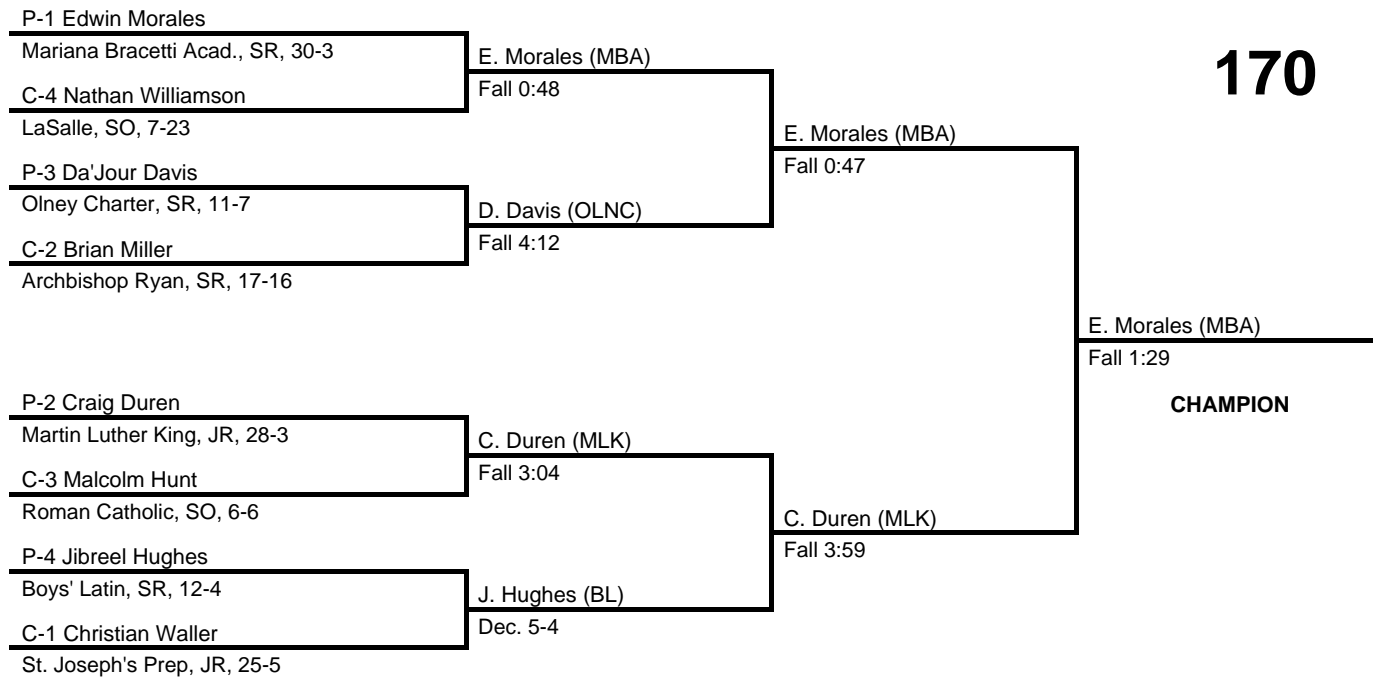 P-1 Edwin Morales
Mariana Bracetti Acad., SR, 30-3
E. Morales (MBA)
170
C-4 Nathan Williamson
Fall 0:48
LaSalle, SO, 7-23
E. Morales (MBA)
P-3 Da'Jour Davis
Fall 0:47
Olney Charter, SR, 11-7
D. Davis (OLNC)
C-2 Brian Miller
Fall 4:12
Archbishop Ryan, SR, 17-16
E. Morales (MBA)
Fall 1:29
CHAMPION
P-2 Craig Duren
Martin Luther King, JR, 28-3
C. Duren (MLK)
C-3 Malcolm Hunt
Fall 3:04
Roman Catholic, SO, 6-6
C. Duren (MLK)
P-4 Jibreel Hughes
Fall 3:59
Boys' Latin, SR, 12-4
J. Hughes (BL)
C-1 Christian Waller
Dec. 5-4
St. Joseph's Prep, JR, 25-5